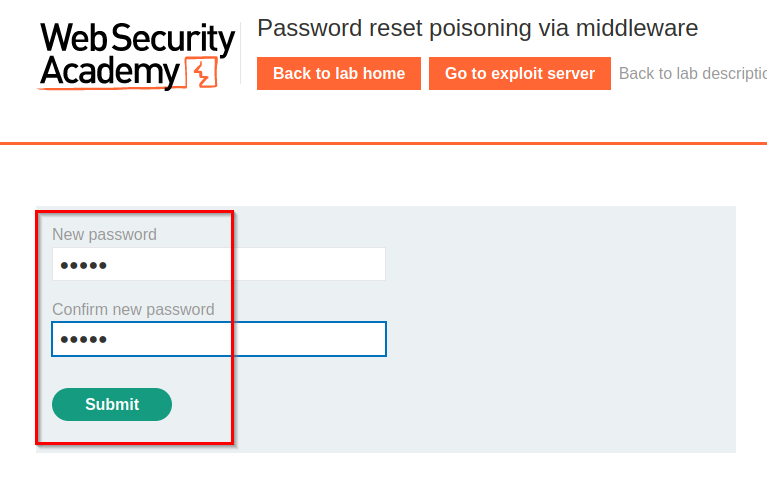 Web Security
Academy
Password reset poisoning via middleware
Back to lab home
Go to exploit server
Back to lab descriptio
New password
•••••
Confirm new password
•••••
Submit